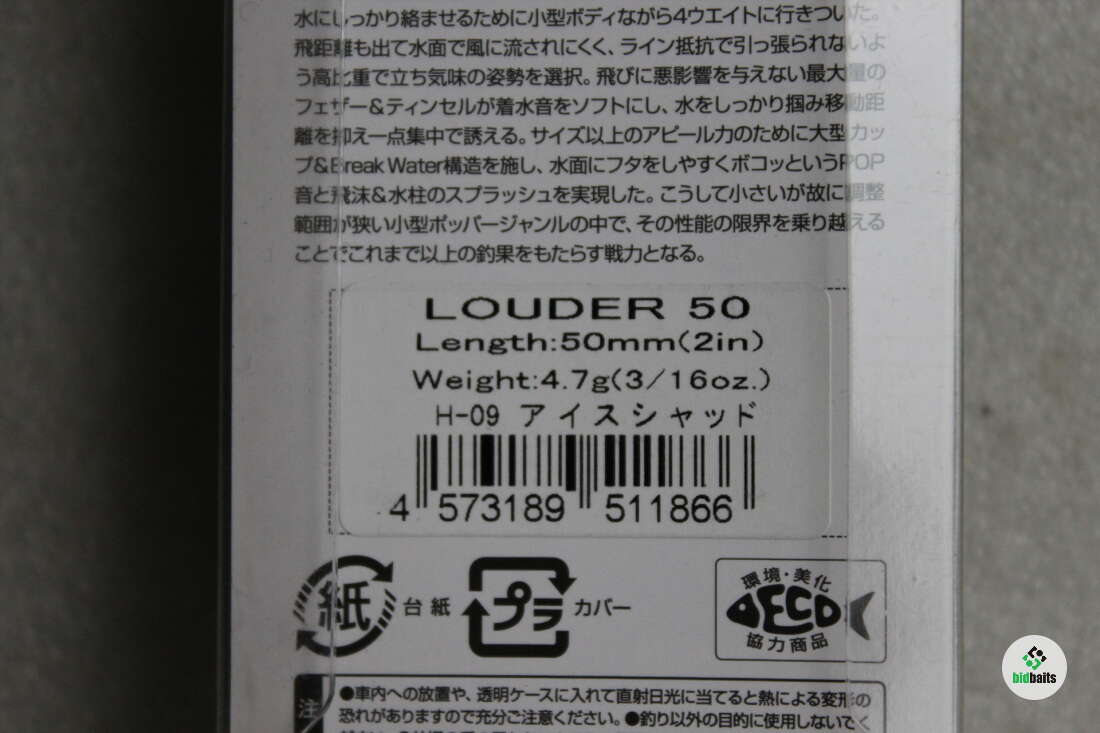 水にしっかり絡ませるために小型ボディながら4ウエイトに行きついた。
飛距離も出て水面で風に流されにくく、ライン抵抗で引っ張られないよ
う高比重で立ち気味の姿勢を選択。飛びに悪影響を与えない最大量の
フェザー&ティンセルが着水音をソフトにし、水をしっかり掴み移動距
離を抑え一点集中で誘える。サイズ以上のアピール力のために大型カッ
プ&Break Water構造を施し、水面にフタをしやすくボコッというPOP
音と飛沫&水柱のスプラッシュを実現した。こうして小さいが故に調整
範囲が狭い小型ポッパージャンルの中で、その性能の限界を乗り越える
ことでこれまで以上の釣果をもたらす戦力となる。
LOUDER 50
Length:50mm(2in)
Weight:4.7g(3/16oz.)
H-09 アイスシャッド
4 573189 511866
紙 台紙 プラ カバー
環境・美化
DECO
協力商品
bidbaits
注
●車内への放置や、透明ケースに入れて直射日光に当てると熱による変形の
恐れがありますので充分ご注意ください。●釣り以外の目的に使用しないでく